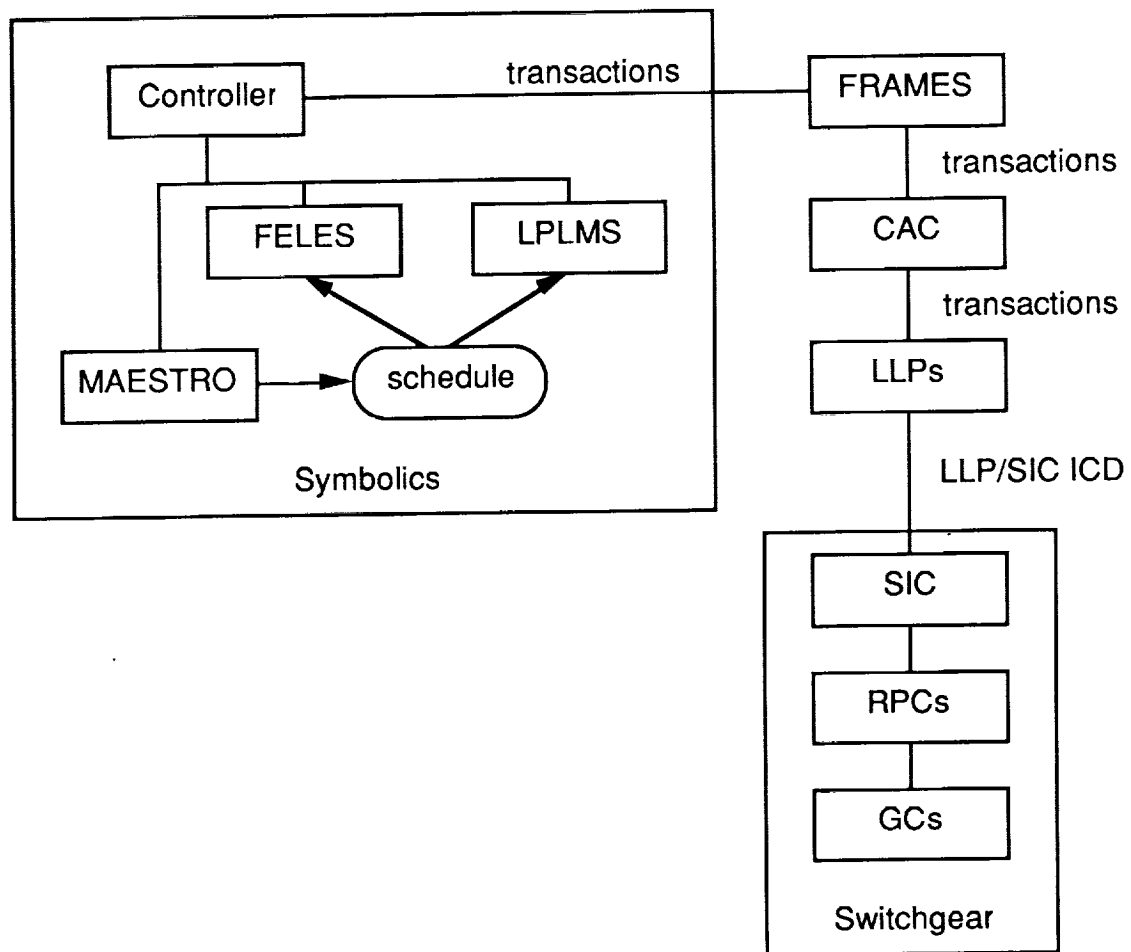 transactions
Controller
FRAMES
transactions
FELES
LPLMS
CAC
transactions
MAESTRO
schedule
LLPs
Symbolics
LLP/SIC ICD
SIC
RPCs
GCs
Switchgear